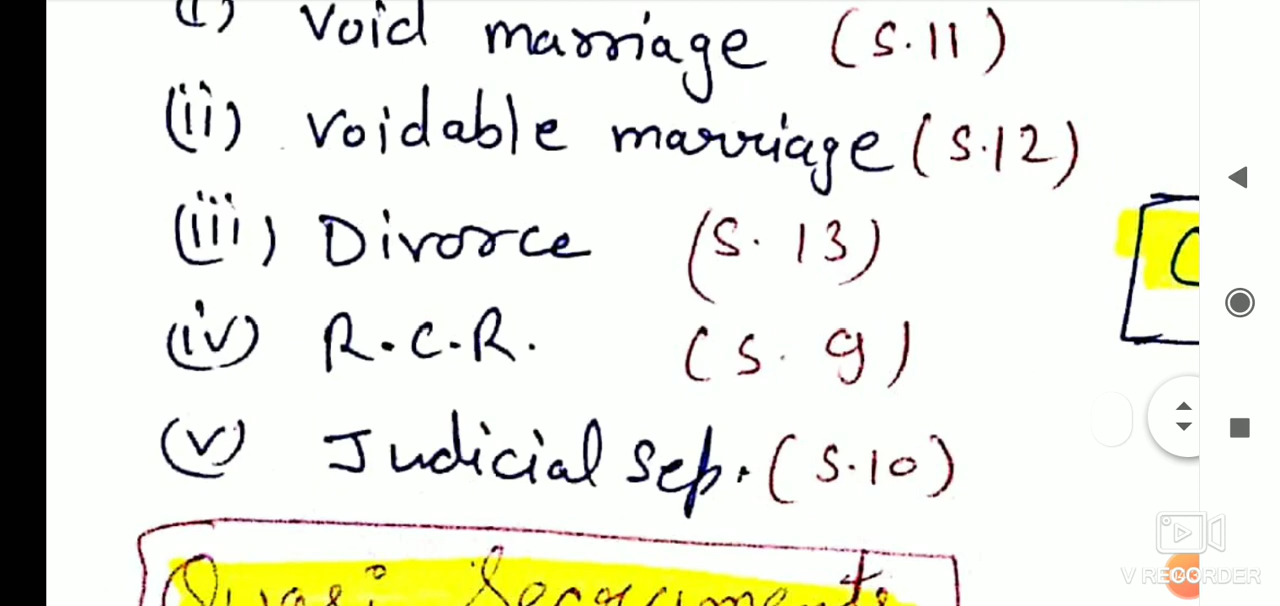 (i) Void marriage (S.11)
(ii) Voidable marriage (S.12)
(iii) Divorce (S. 13)
(iv) R.C.R. (S. 9)
(v) Judicial Sep. (S.10)
V RECORDER